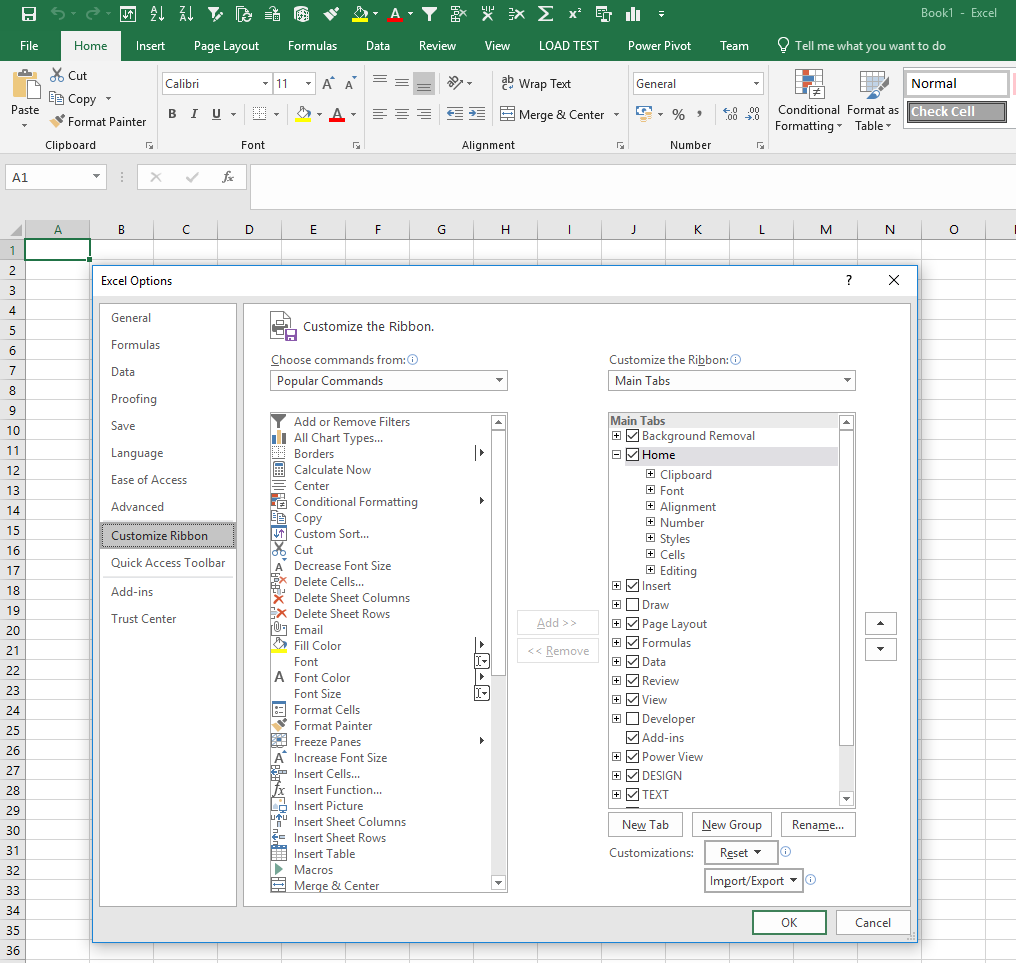 Book1 - Excel
File Home Insert Page Layout Formulas Data Review View LOAD TEST Power Pivot Team Tell me what you want to do
Paste
Cut
Copy
Format Painter
Clipboard
Calibri 11
B I U
Font
Wrap Text
Merge & Center
Alignment
General
%
Number
Conditional Formatting
Format as Table
Normal
Check Cell
A1
fx
A B C D E F G H I J K L M N O
1
2
3
4
5
6
7
8
9
10
11
12
13
14
15
16
17
18
19
20
21
22
23
24
25
26
27
28
29
30
31
32
33
34
35
36
Excel Options
?
General
Formulas
Data
Proofing
Save
Language
Ease of Access
Advanced
Customize Ribbon
Quick Access Toolbar
Add-ins
Trust Center
Customize the Ribbon.
Choose commands from:
Popular Commands
Add or Remove Filters
All Chart Types...
Borders
Calculate Now
Center
Conditional Formatting
Copy
Custom Sort...
Cut
Decrease Font Size
Delete Cells...
Delete Sheet Columns
Delete Sheet Rows
Email
Fill Color
Font
Font Color
Font Size
Format Cells
Format Painter
Freeze Panes
Increase Font Size
Insert Cells...
Insert Function...
Insert Picture
Insert Sheet Columns
Insert Sheet Rows
Insert Table
Macros
Merge & Center
Add >>
<< Remove
Customize the Ribbon:
Main Tabs
Main Tabs
Background Removal
Home
Clipboard
Font
Alignment
Number
Styles
Cells
Editing
Insert
Draw
Page Layout
Formulas
Data
Review
View
Developer
Add-ins
Power View
DESIGN
TEXT
New Tab New Group Rename...
Customizations: Reset
Import/Export
OK Cancel